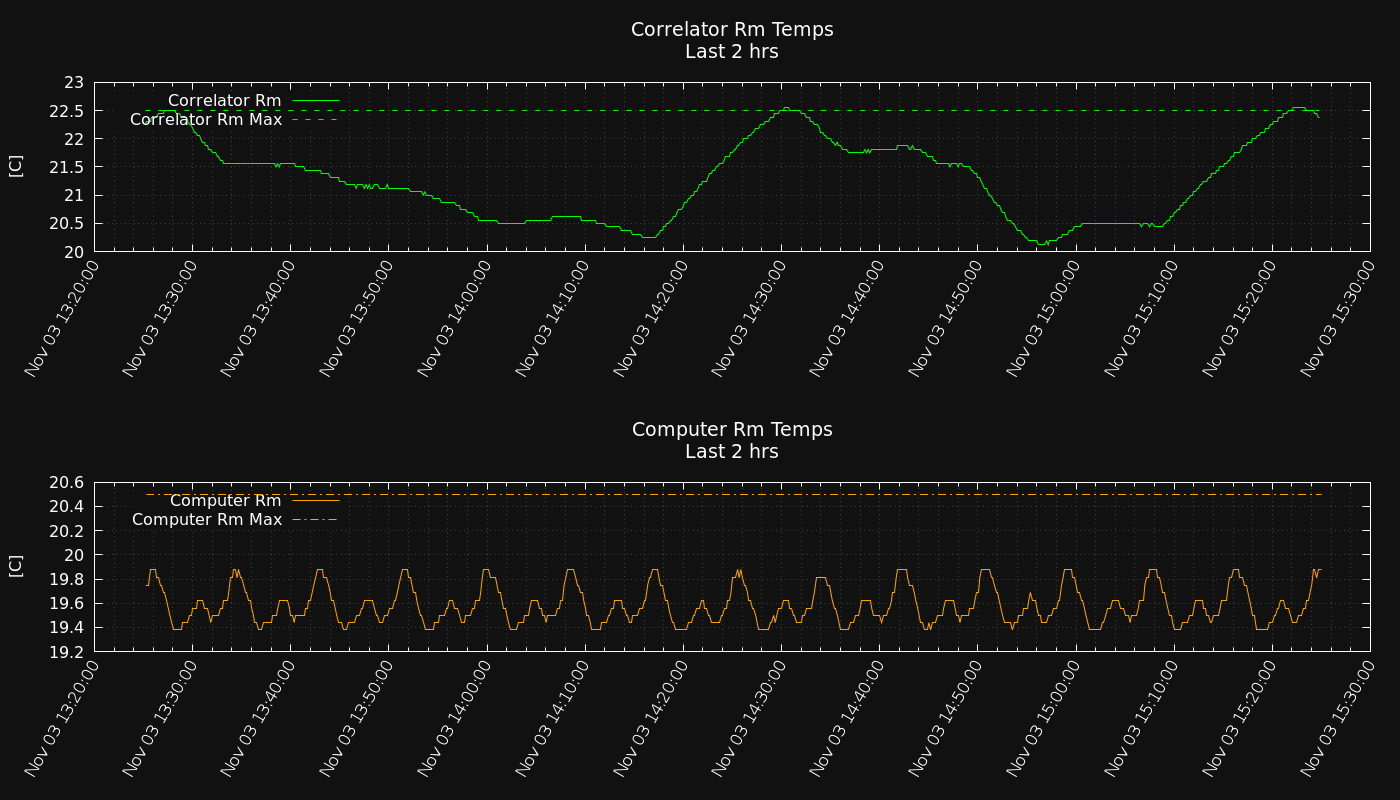 Correlator Rm Temps
Last 2 hrs
23
22.5
22
21.5
21
20.5
20
[C]
Correlator Rm
Correlator Rm Max
Nov 03 13:20:00
Nov 03 13:30:00
Nov 03 13:40:00
Nov 03 13:50:00
Nov 03 14:00:00
Nov 03 14:10:00
Nov 03 14:20:00
Nov 03 14:30:00
Nov 03 14:40:00
Nov 03 14:50:00
Nov 03 15:00:00
Nov 03 15:10:00
Nov 03 15:20:00
Nov 03 15:30:00
Computer Rm Temps
Last 2 hrs
20.6
20.4
20.2
20
19.8
19.6
19.4
19.2
[C]
Computer Rm
Computer Rm Max
Nov 03 13:20:00
Nov 03 13:30:00
Nov 03 13:40:00
Nov 03 13:50:00
Nov 03 14:00:00
Nov 03 14:10:00
Nov 03 14:20:00
Nov 03 14:30:00
Nov 03 14:40:00
Nov 03 14:50:00
Nov 03 15:00:00
Nov 03 15:10:00
Nov 03 15:20:00
Nov 03 15:30:00